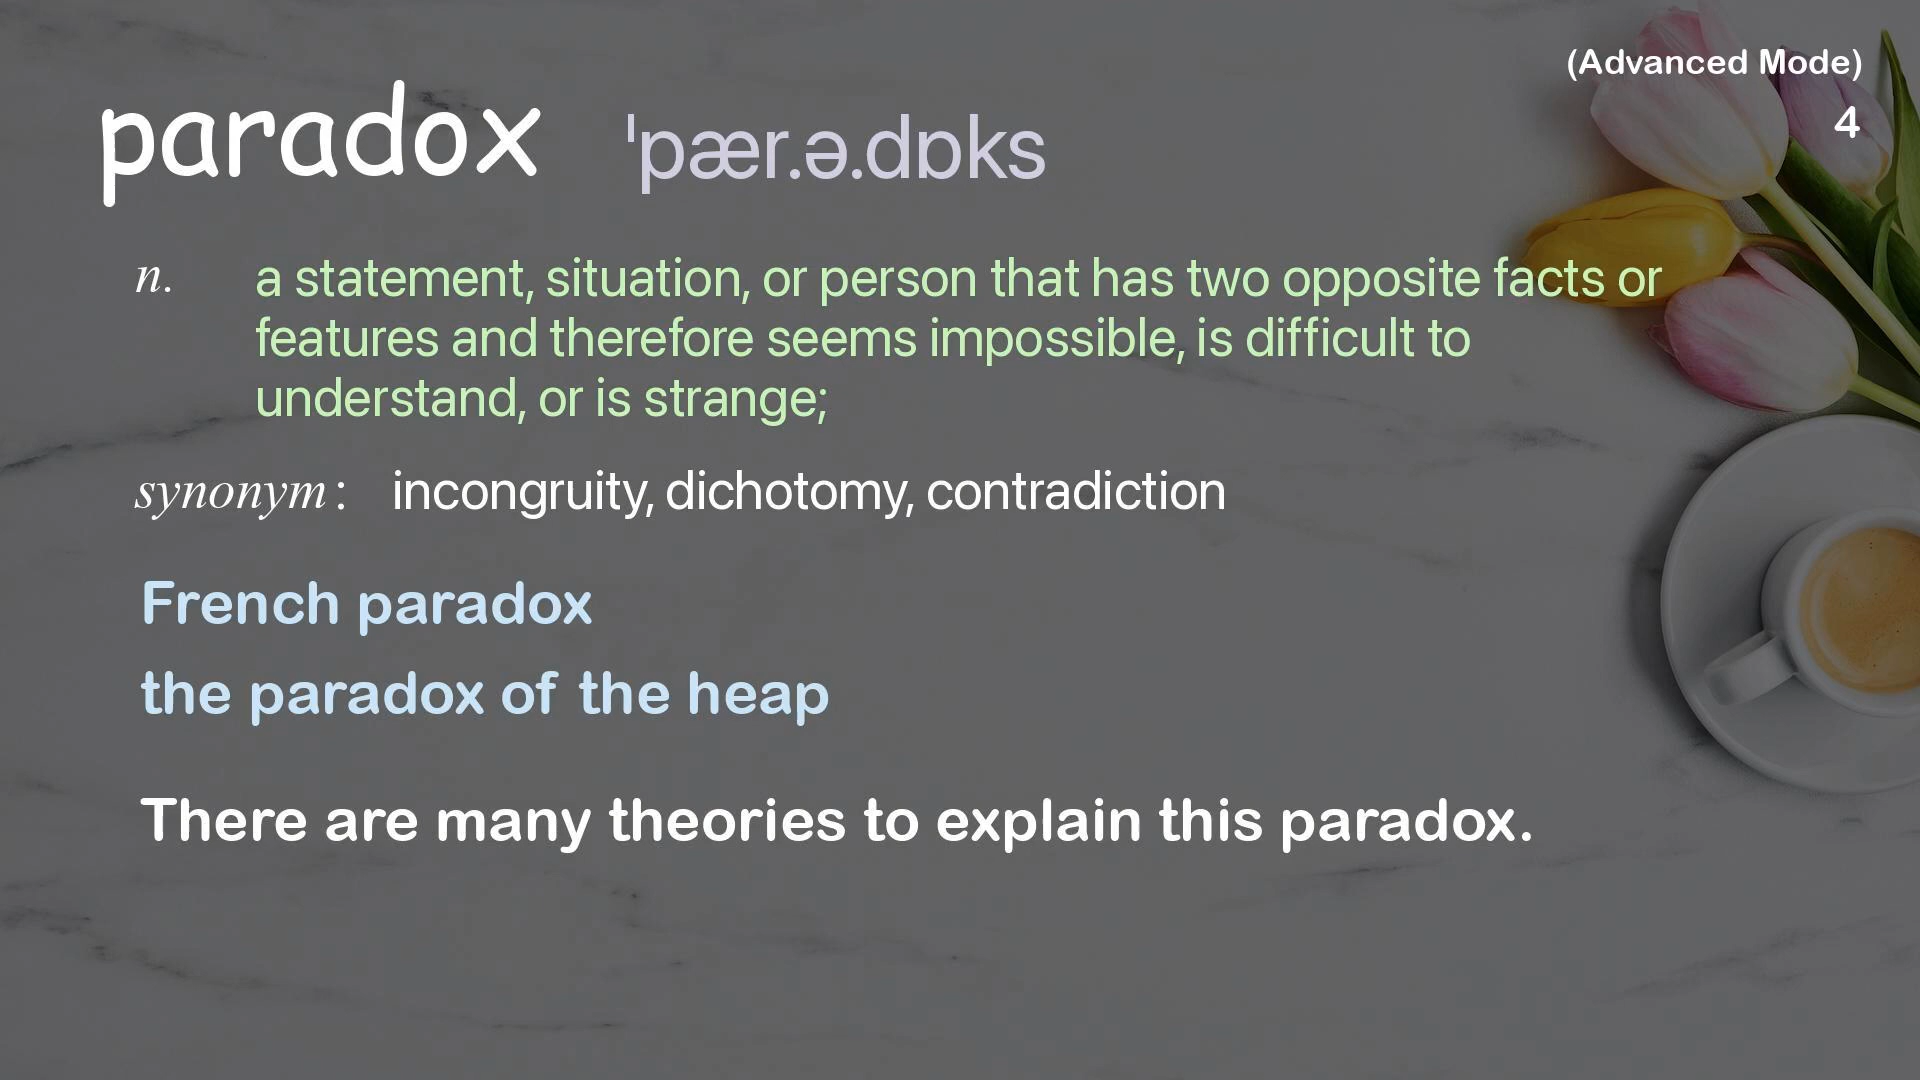 (Advanced Mode)
4
paradox ˈpær.ə.dɒks
n. a statement, situation, or person that has two opposite facts or
features and therefore seems impossible, is difficult to
understand, or is strange;
synonym : incongruity, dichotomy, contradiction
French paradox
the paradox of the heap
There are many theories to explain this paradox.